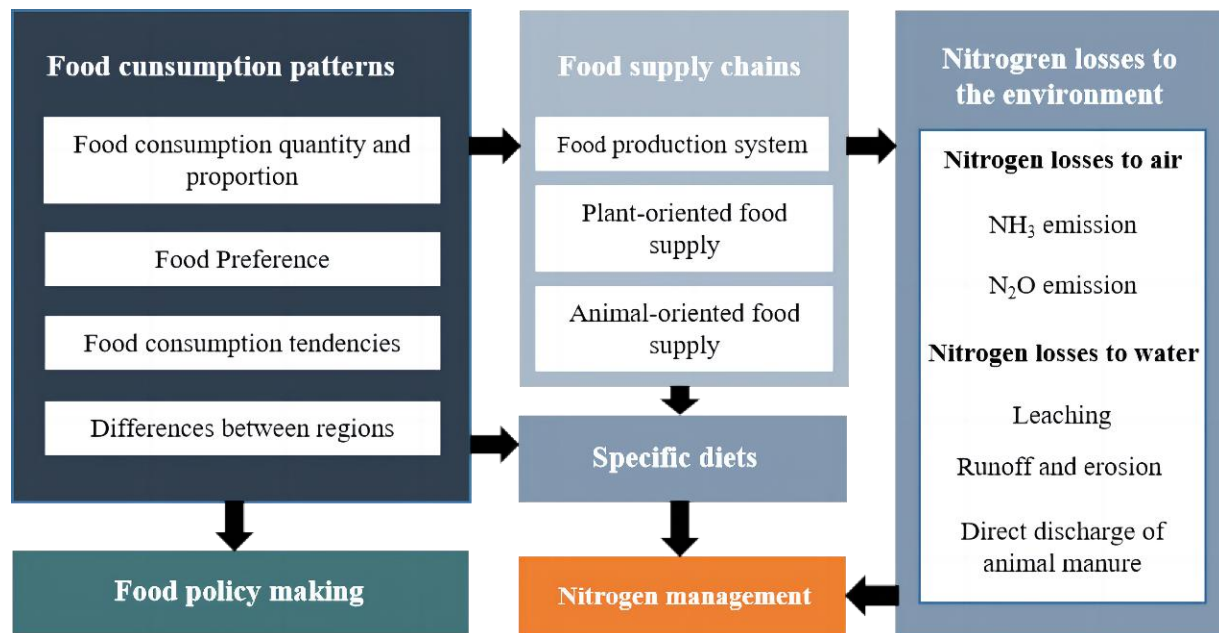 Food cunsumption patterns
Food consumption quantity and
proportion
Food Preference
Food consumption tendencies
Differences between regions
Food policy making
Food supply chains
Food production system
Plant-oriented food
supply
Animal-oriented food
supply
Specific diets
Nitrogen management
Nitrogren losses to
the environment
Nitrogen losses to air
NH₃ emission
N₂O emission
Nitrogen losses to water
Leaching
Runoff and erosion
Direct discharge of
animal manure